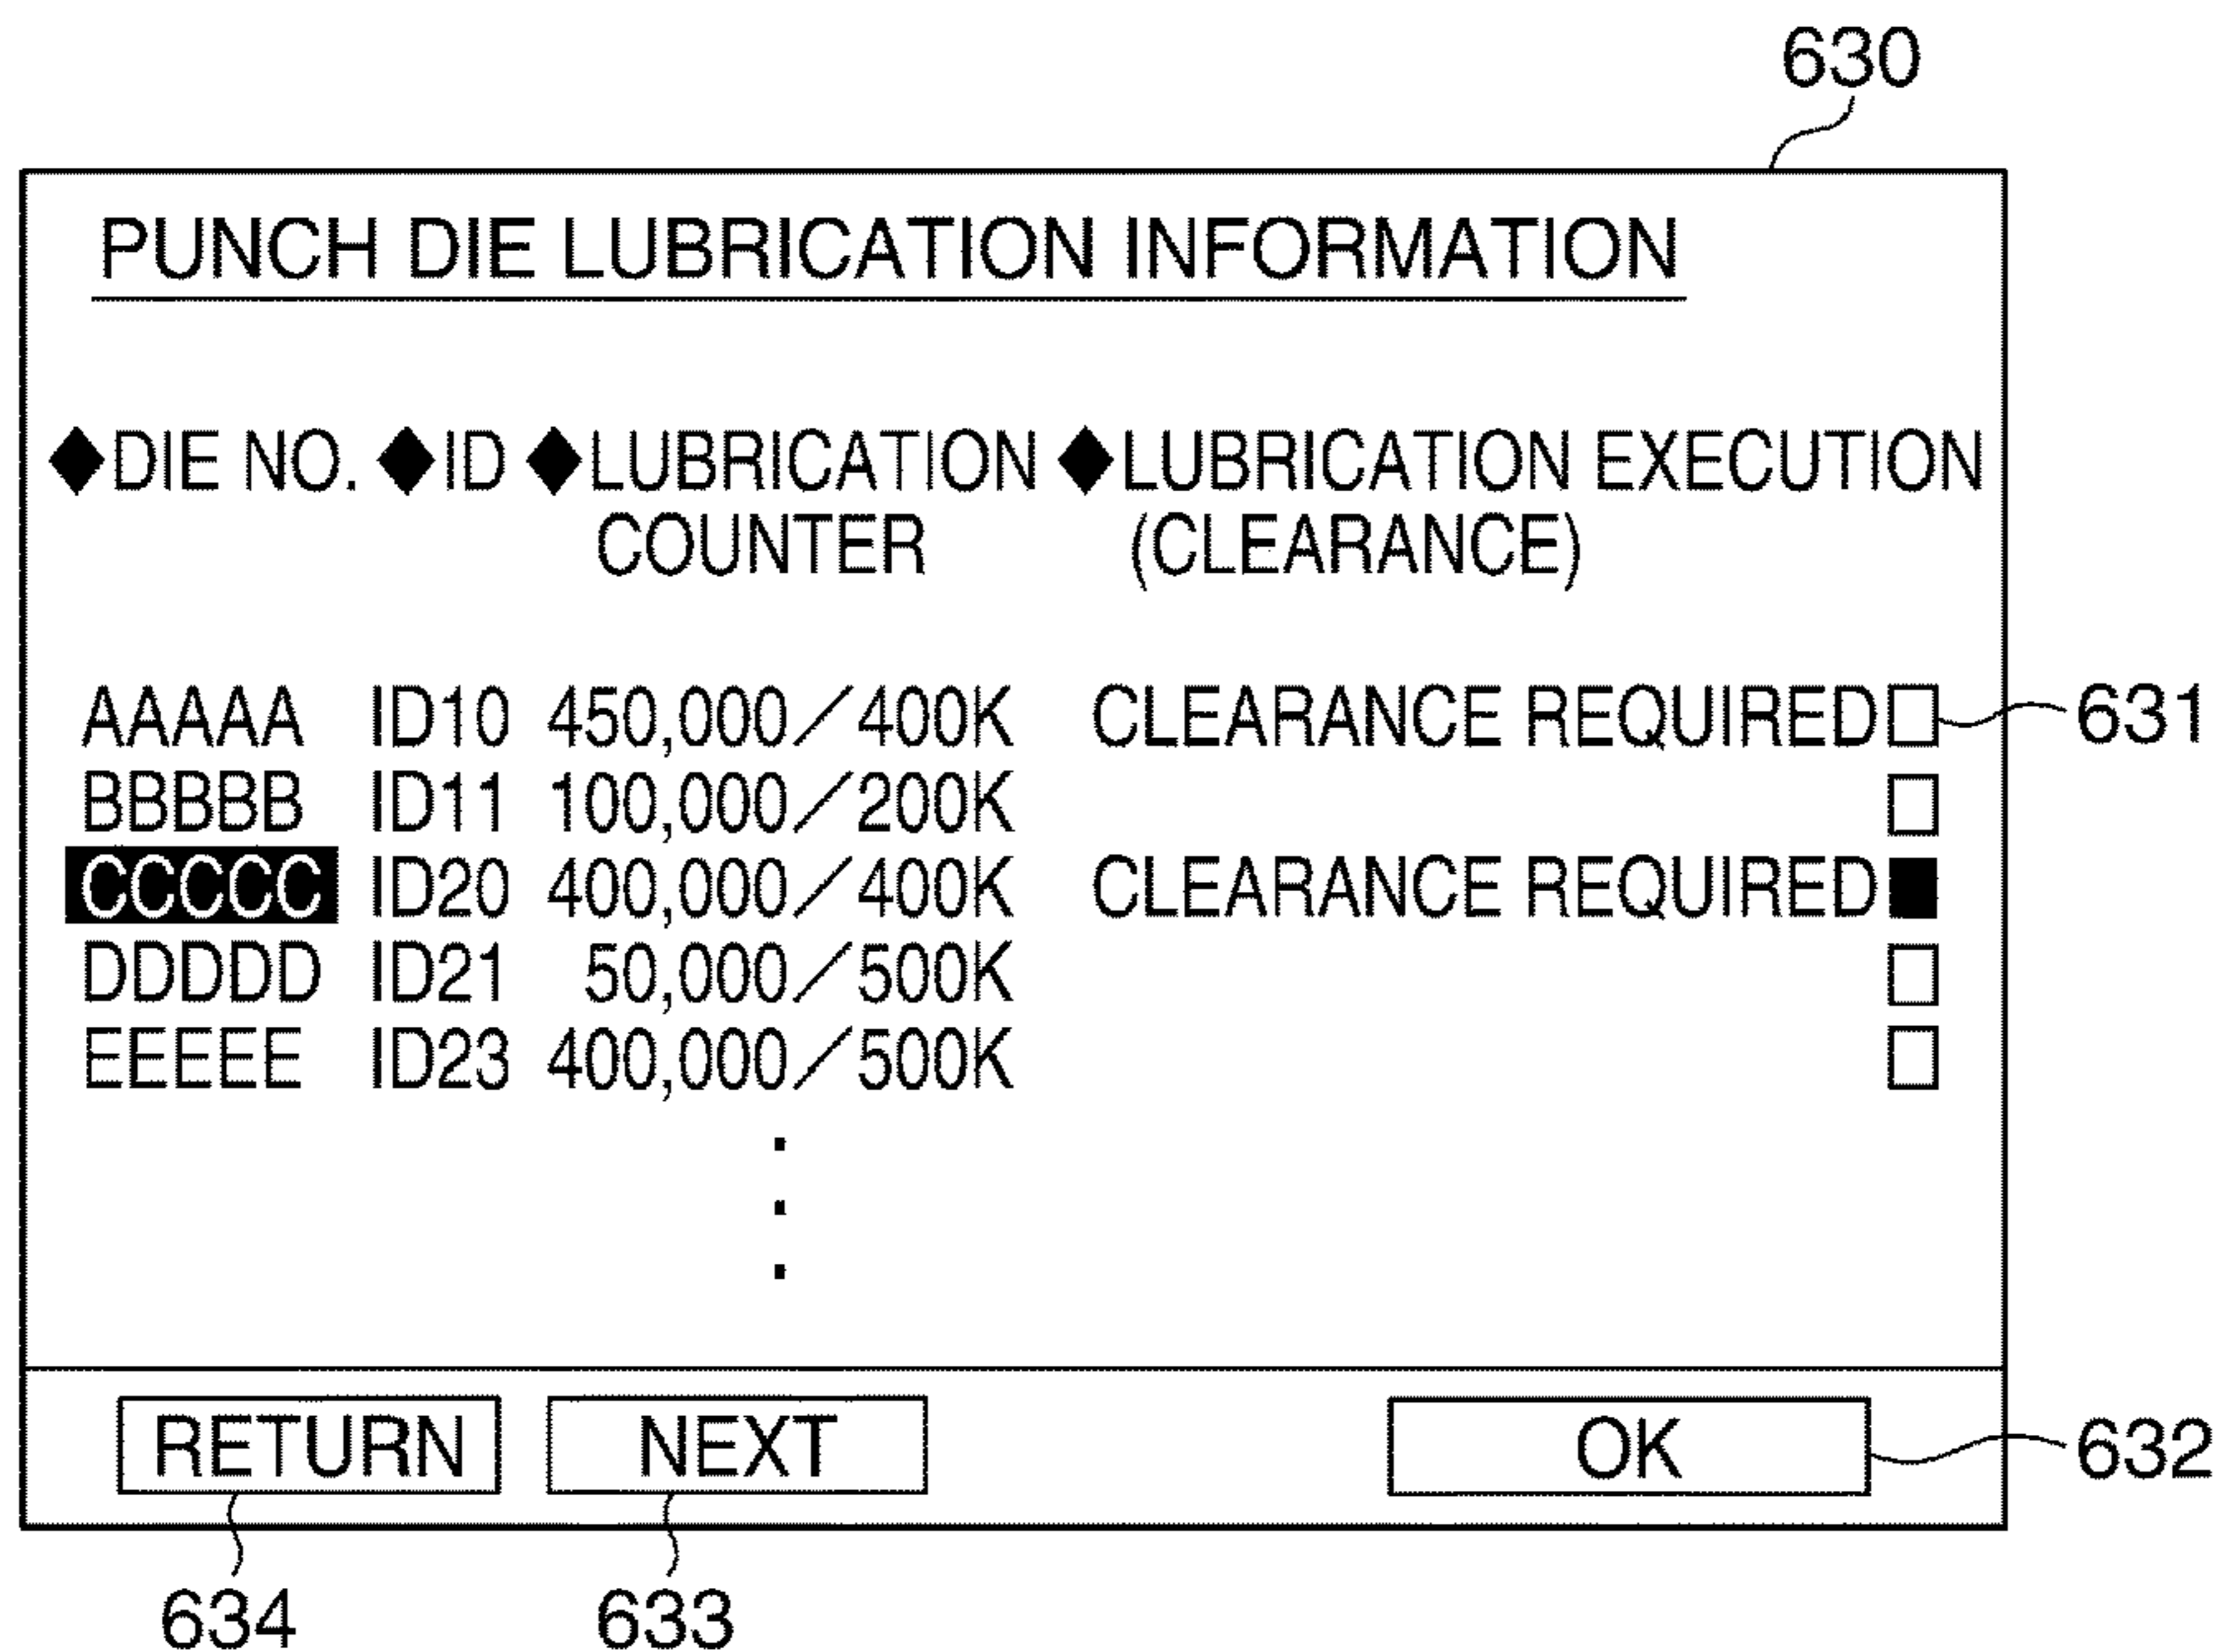 630
PUNCH DIE LUBRICATION INFORMATION
◆DIE NO. ◆ID ◆LUBRICATION ◆LUBRICATION EXECUTION
COUNTER (CLEARANCE)
AAAAA ID10 450,000/400K CLEARANCE REQUIRED□ 631
BBBBB ID11 100,000/200K □
CCCCC ID20 400,000/400K CLEARANCE REQUIRED■
DDDDD ID21 50,000/500K □
EEEEE ID23 400,000/500K □
.
.
.
RETURN NEXT OK 632
634 633